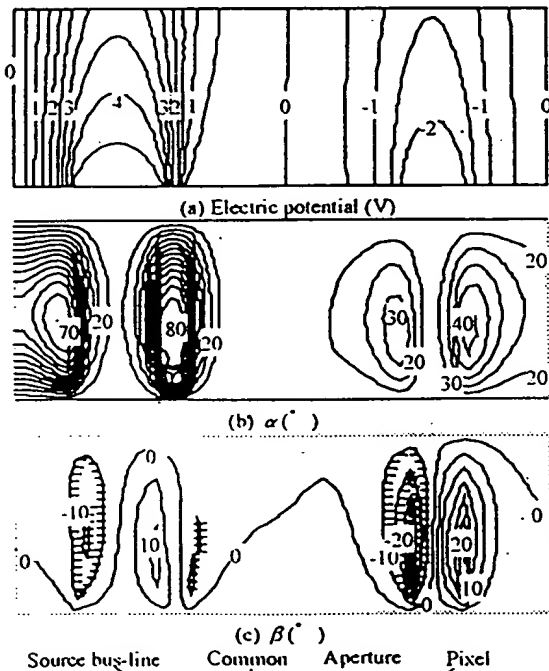 0 1 2 3 4 3 2 1 0 -1 -2 -1 0
(a) Electric potential (V)
70 20 80 20 30 20 40 30 20 20
(b) α(°)
0 -10 10 0 0 -20 -10 0 20 10 0
(c) β(°)
Source bus-line Common Aperture Pixel